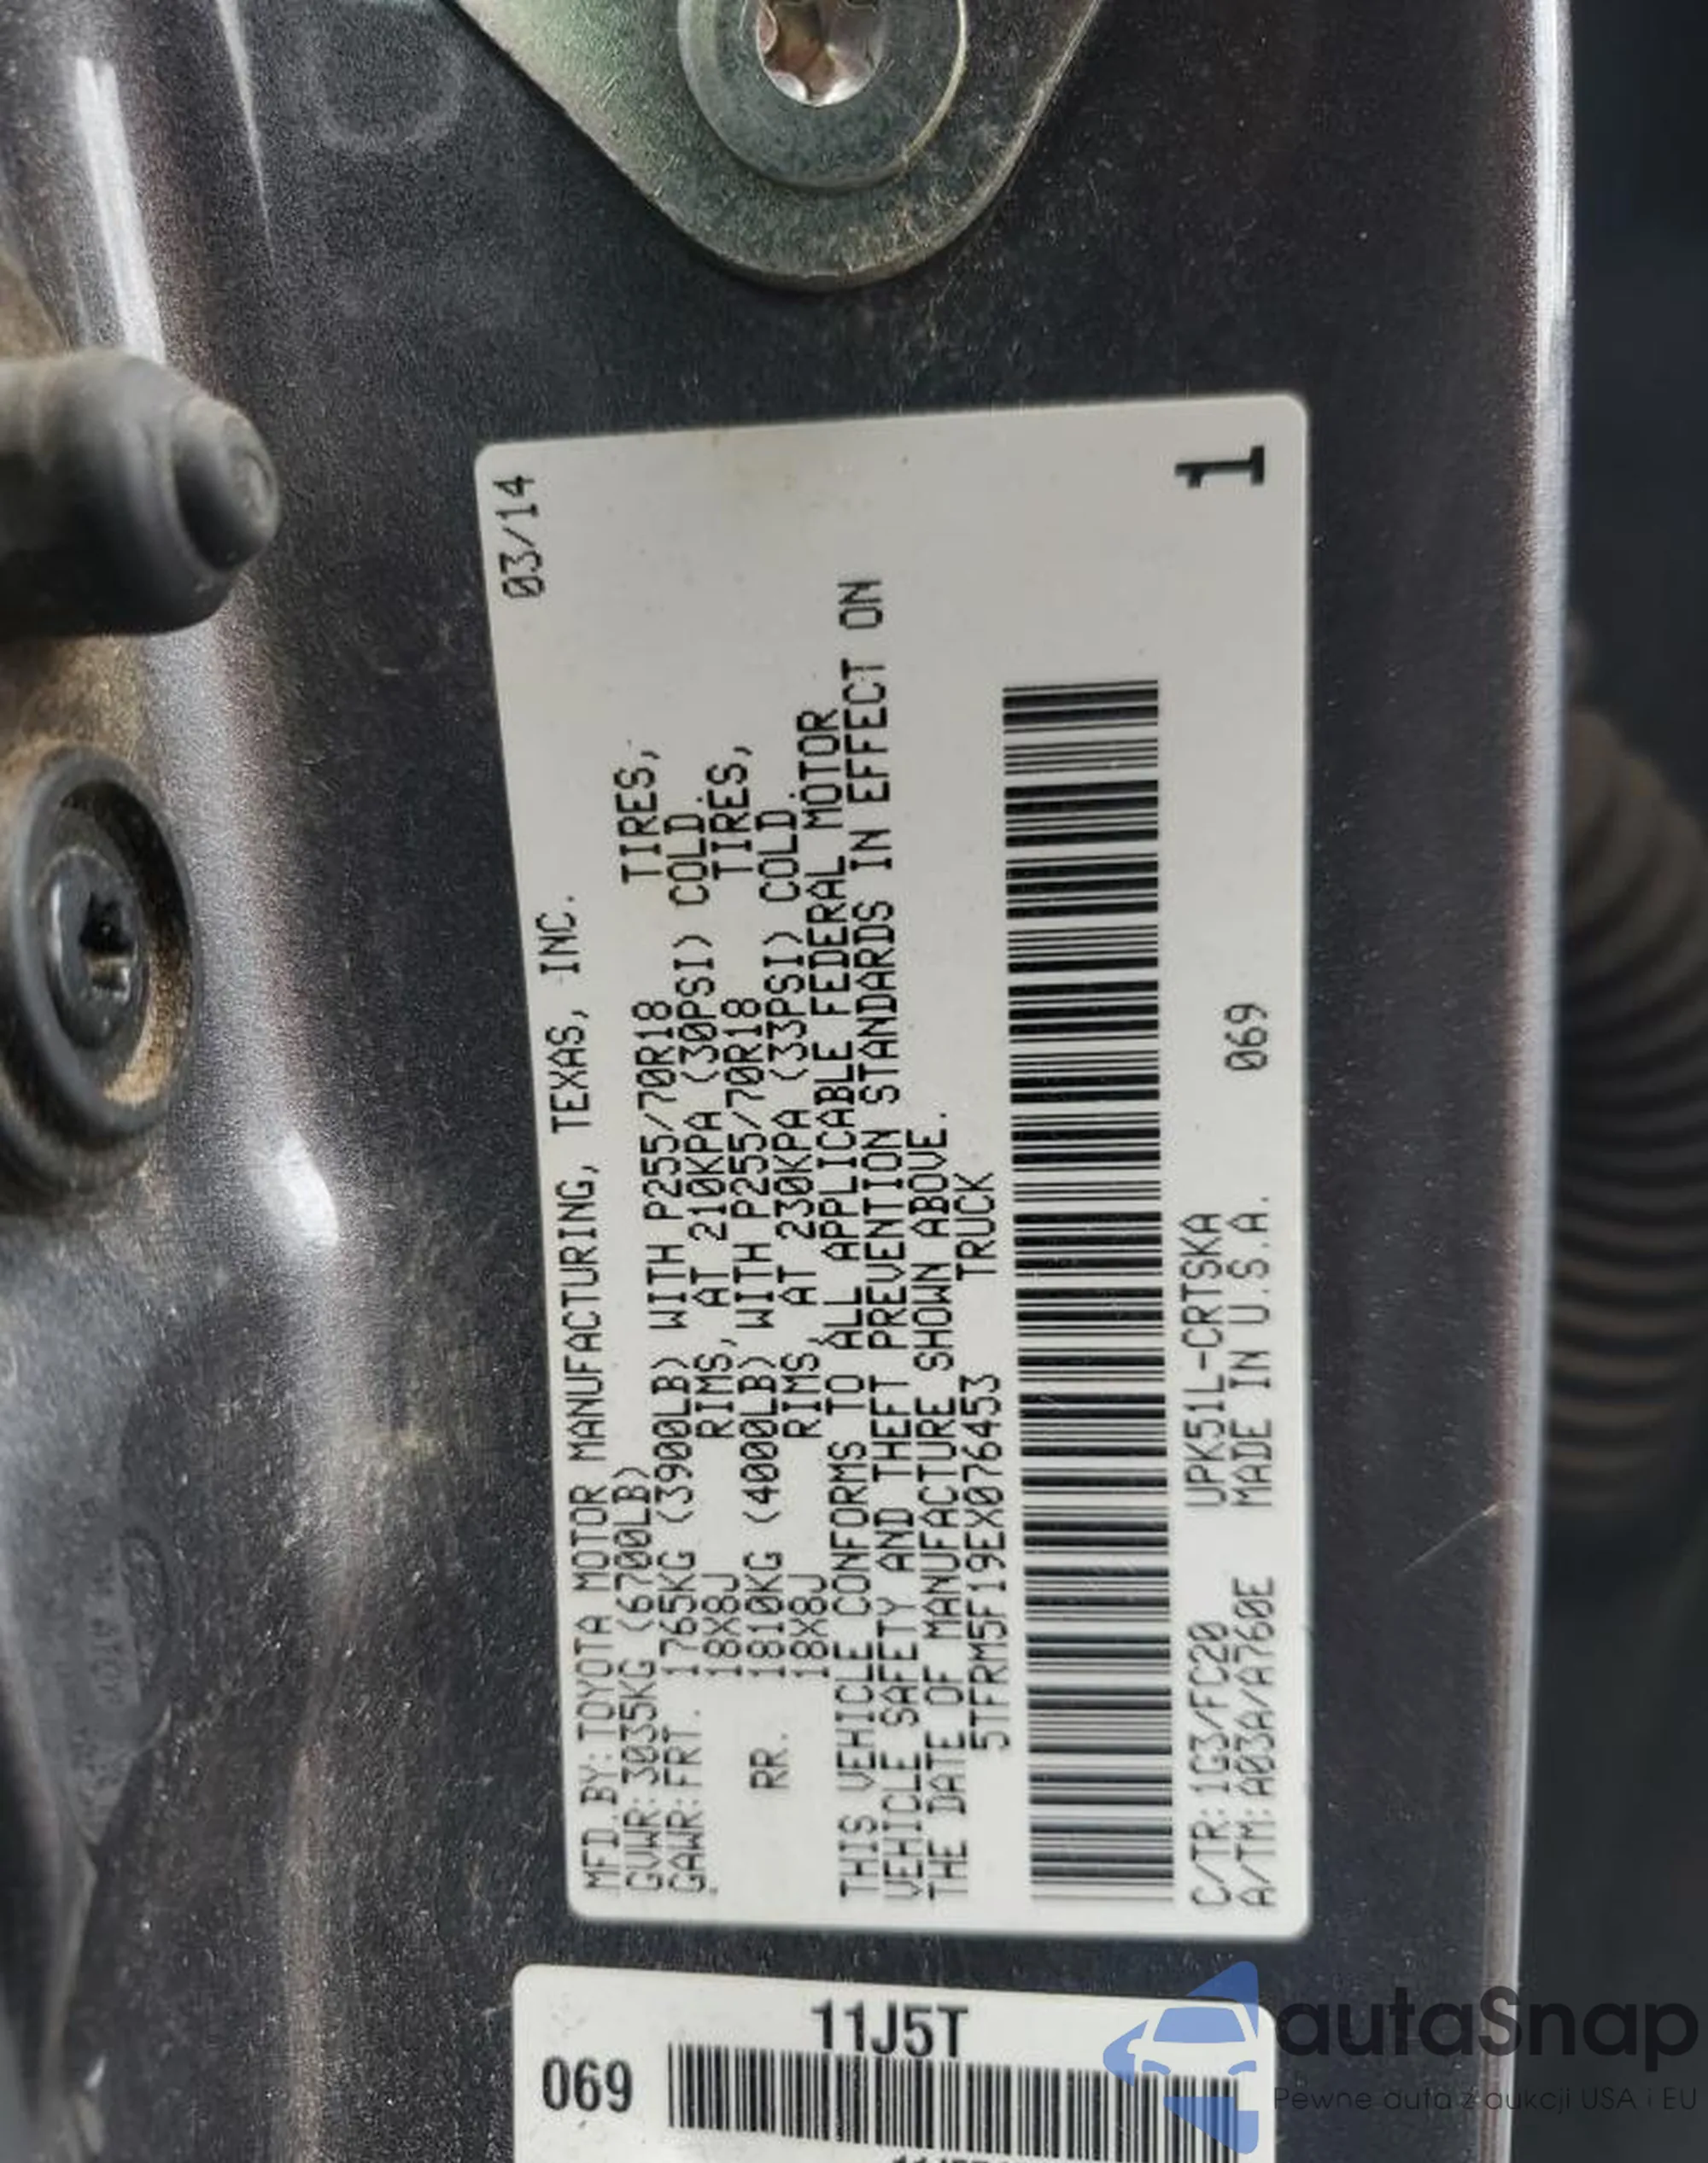 03/14
MFD.BY:TOYOTA MOTOR MANUFACTURING, TEXAS, INC.
GVWR:3035KG (6700LB)
GAWR:FRT. 1765KG (3900LB) WITH P255/70R18 TIRES,
18X8J RIMS, AT 210KPA (30PSI) COLD.
RR. 1810KG (4000LB) WITH P255/70R18 TIRES,
18X8J RIMS, AT 230KPA (33PSI) COLD.
THIS VEHICLE CONFORMS TO ALL APPLICABLE FEDERAL MOTOR
VEHICLE SAFETY AND THEFT PREVENTION STANDARDS IN EFFECT ON
THE DATE OF MANUFACTURE SHOWN ABOVE.
5TFRM5F19EX076453 TRUCK
C/TR:1G3/FC20 UPK51L-CRTSKA
A/TM:A03A/A760E MADE IN U.S.A. 069
1
11J5T
069
autaSnap
Pewne auta z aukcji USA i EU